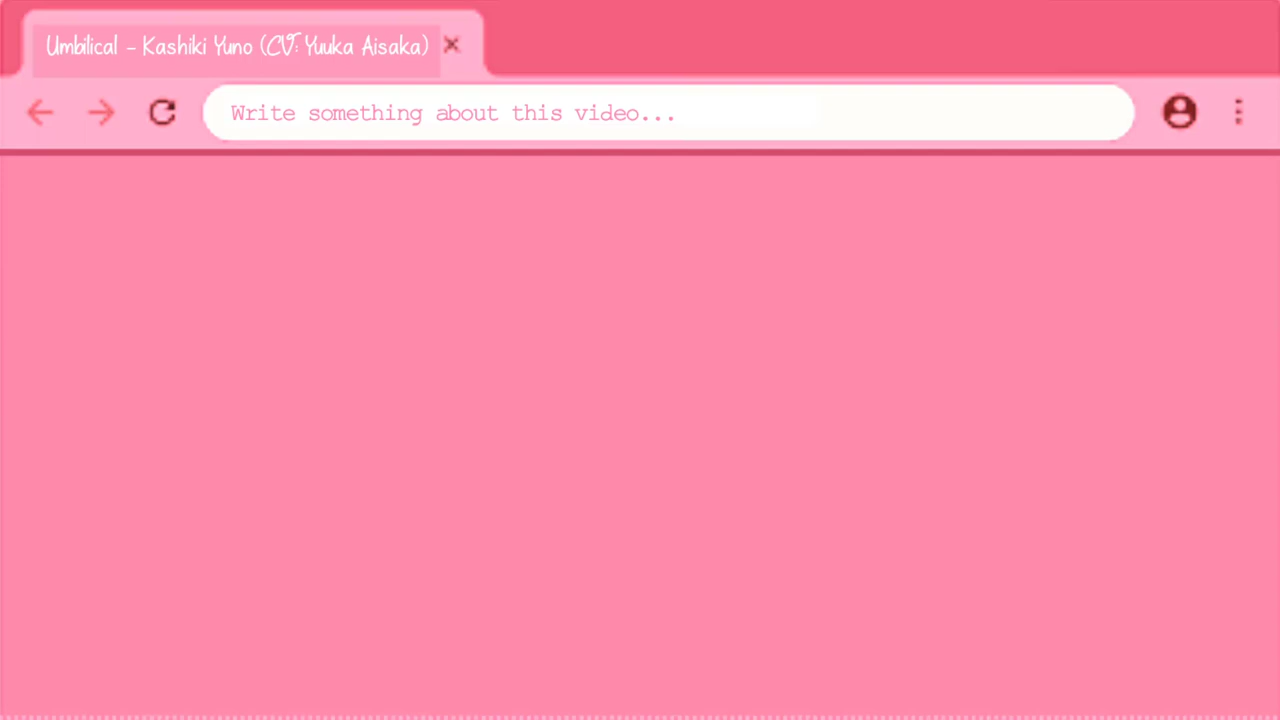 Umbilical - Kashiki Yuno (CV: Yuuka Aisaka)
Write something about this video...